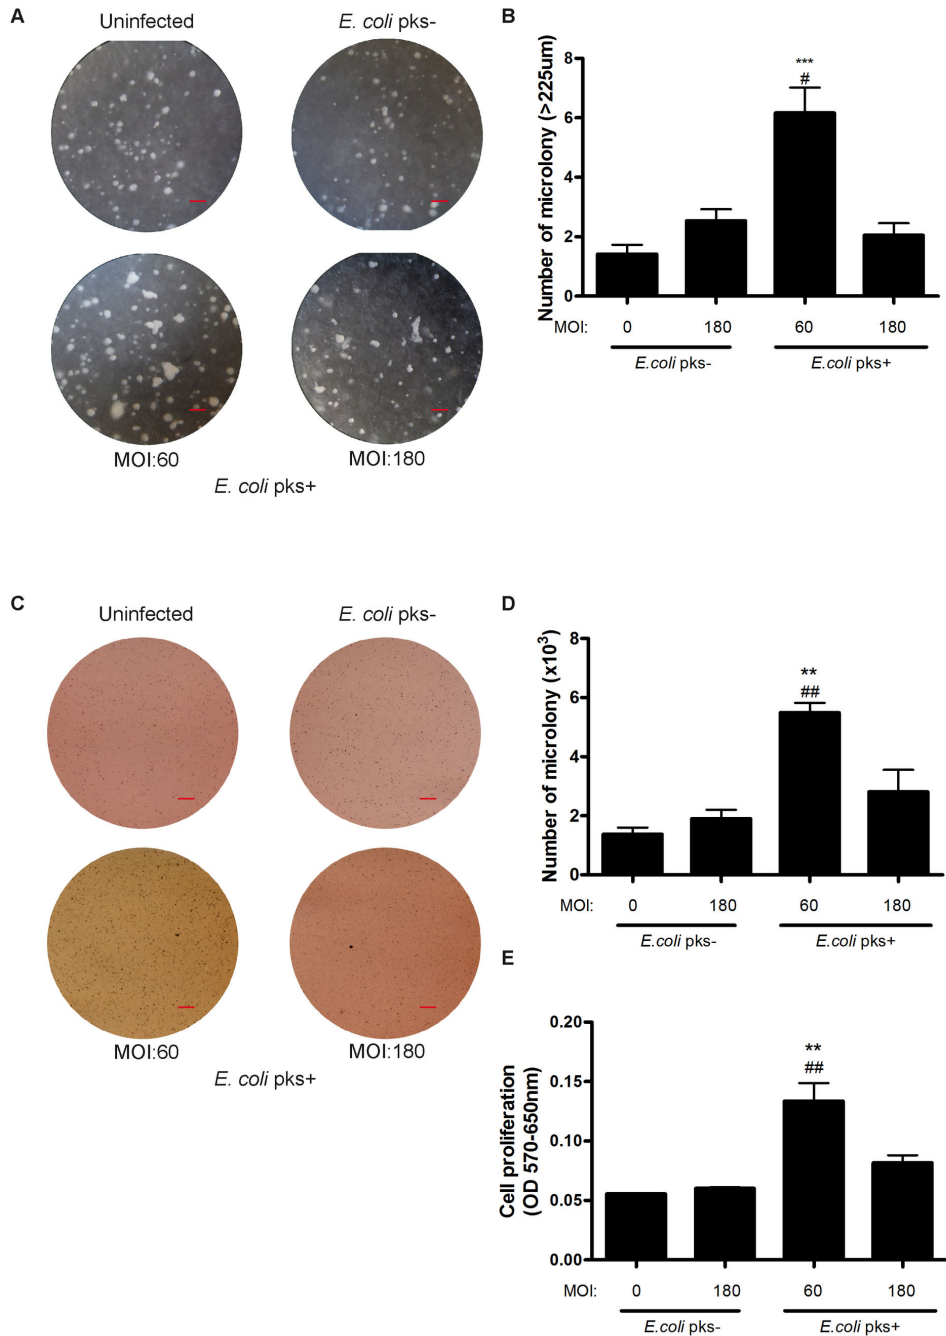 A
Uninfected
E. coli pks-
MOI:60
MOI:180
E. coli pks+
B
Number of microlony (>225um)
8
6
4
2
0
***
#
MOI:
0
180
60
180
E.coli pks-
E.coli pks+
C
Uninfected
E. coli pks-
MOI:60
MOI:180
E. coli pks+
D
Number of microlony (x10³)
8
6
4
2
0
**
##
MOI:
0
180
60
180
E.coli pks-
E.coli pks+
E
Cell proliferation
(OD 570-650nm)
0.20
0.15
0.10
0.05
0.00
**
##
MOI:
0
180
60
180
E.coli pks-
E.coli pks+